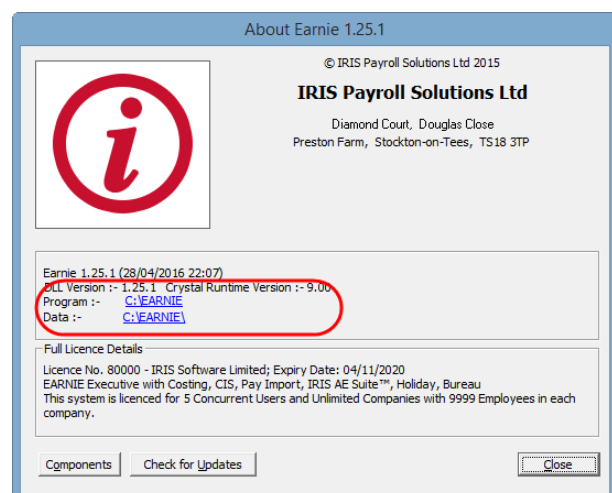 About Earnie 1.25.1
© IRIS Payroll Solutions Ltd 2015
IRIS Payroll Solutions Ltd
Diamond Court, Douglas Close
Preston Farm, Stockton-on-Tees, TS18 3TP
Earnie 1.25.1 (28/04/2016 22:07)
DLL Version :- 1.25.1 Crystal Runtime Version :- 9.00
Program :- C:\EARNIE
Data :- C:\EARNIE\
Full Licence Details
Licence No. 80000 - IRIS Software Limited; Expiry Date: 04/11/2020
EARNIE Executive with Costing, CIS, Pay Import, IRIS AE Suite™, Holiday, Bureau
This system is licenced for 5 Concurrent Users and Unlimited Companies with 9999 Employees in each
company.
Components Check for Updates Close